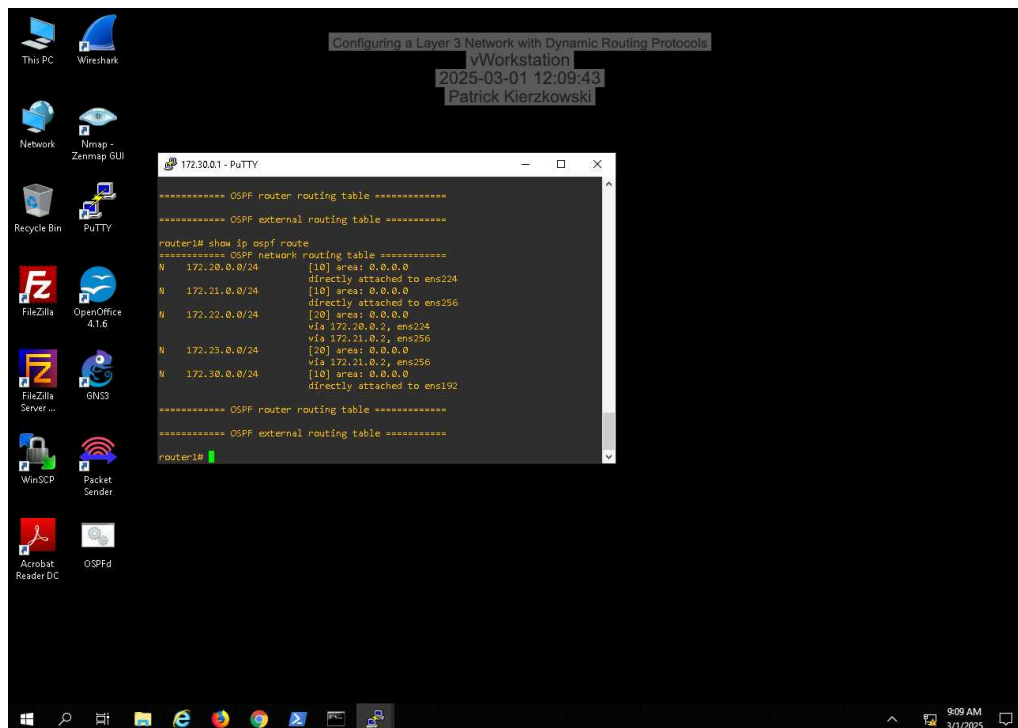 Configuring a Layer 3 Network with Dynamic Routing Protocols
vWorkstation
2025-03-01 12:09:43
Patrick Kierzkowski
This PC
Wireshark
Network
Nmap -
Zenmap GUI
Recycle Bin
PuTTY
FileZilla
OpenOffice
4.1.6
FileZilla
Server ...
GNS3
WinSCP
Packet
Sender
Acrobat
Reader DC
OSPFd
172.30.0.1 - PuTTY
============ OSPF router routing table =============
============ OSPF external routing table ===========
router1# show ip ospf route
============ OSPF network routing table ============
N    172.20.0.0/24         [10] area: 0.0.0.0
                           directly attached to ens224
N    172.21.0.0/24         [10] area: 0.0.0.0
                           directly attached to ens256
N    172.22.0.0/24         [20] area: 0.0.0.0
                           via 172.20.0.2, ens224
                           via 172.21.0.2, ens256
N    172.23.0.0/24         [20] area: 0.0.0.0
                           via 172.21.0.2, ens256
N    172.30.0.0/24         [10] area: 0.0.0.0
                           directly attached to ens192
============ OSPF router routing table =============
============ OSPF external routing table ===========
router1#
9:09 AM
3/1/2025